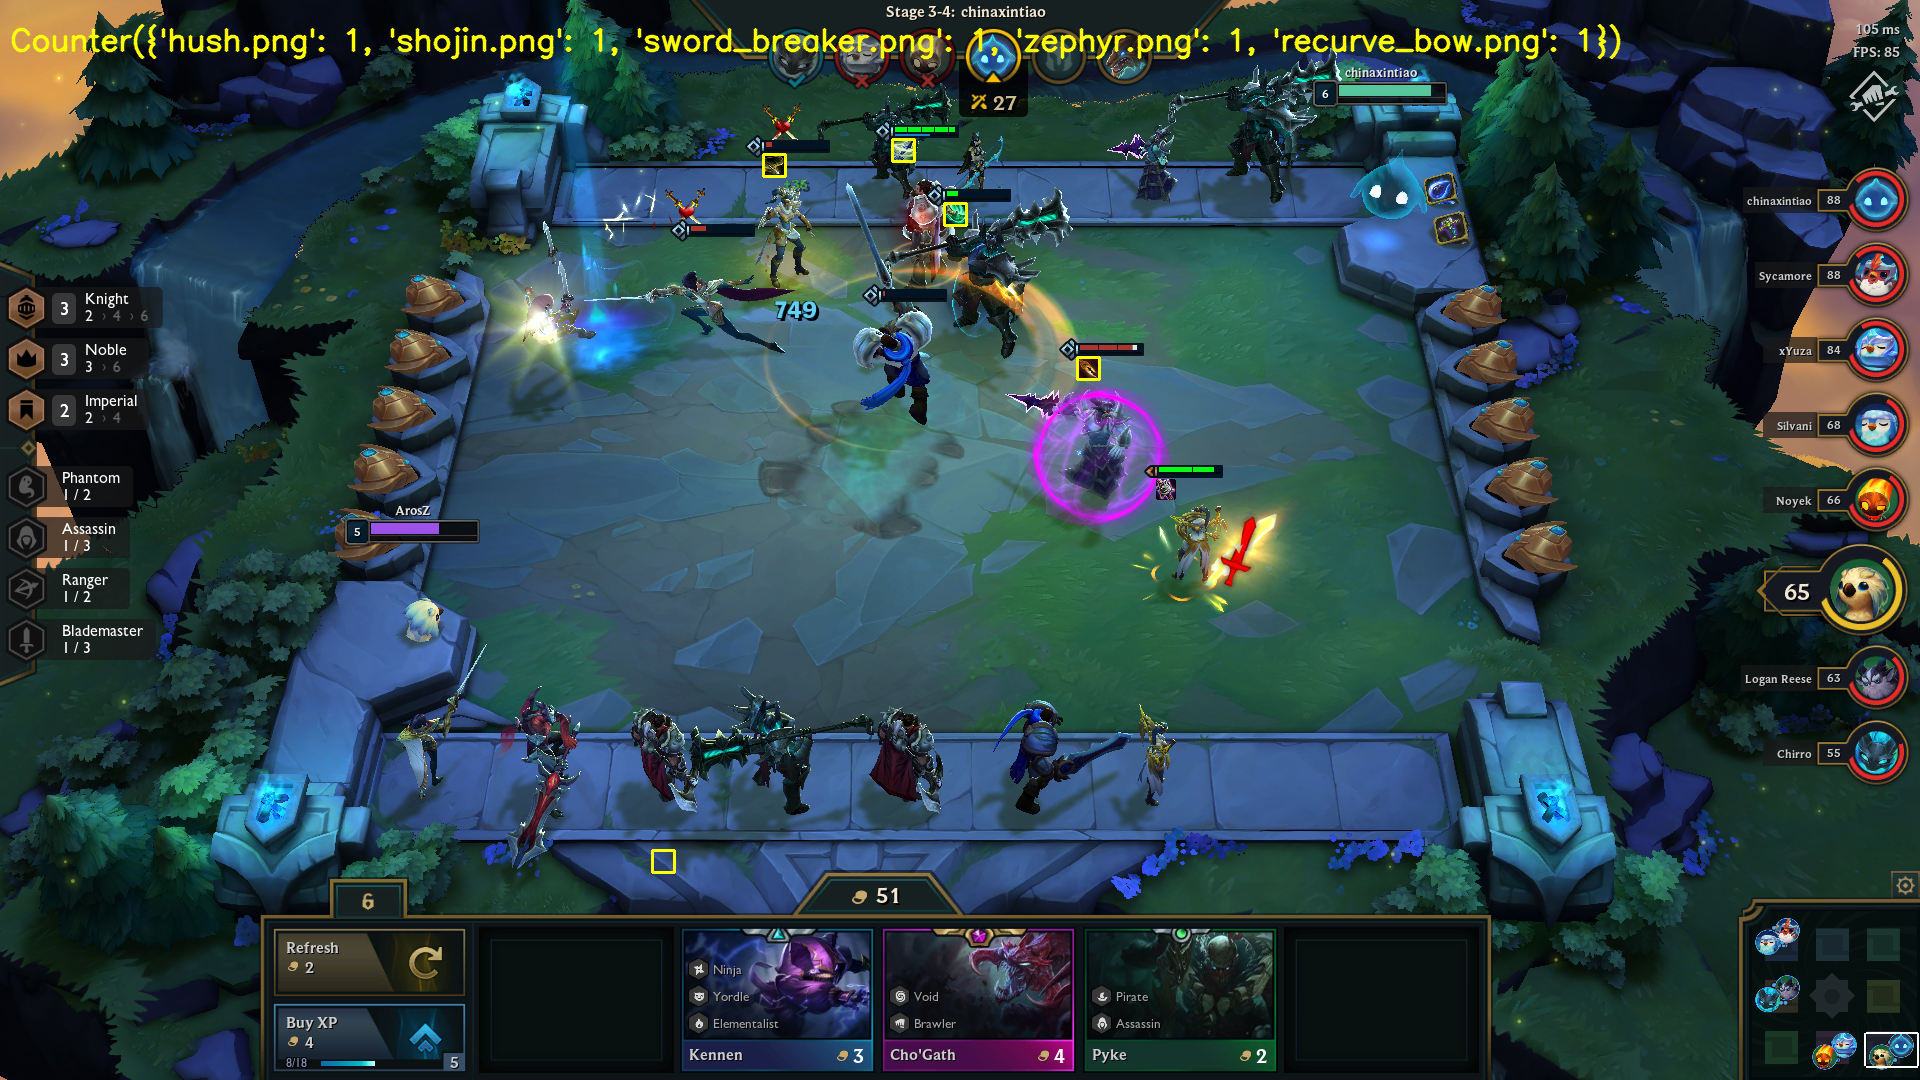 Stage 3-4: chinaxintiao
Counter({'hush.png': 1, 'shojin.png': 1, 'sword_breaker.png': 1, 'zephyr.png': 1, 'recurve_bow.png': 1})
105 ms
FPS: 85
27
chinaxintiao
6
chinaxintiao 88
Sycamore 88
xYuza 84
Silvani 68
Noyek 66
65
Logan Reese 63
Chirro 55
3 Knight
2 › 4 › 6
3 Noble
3 › 6
2 Imperial
2 › 4
Phantom
1 / 2
Assassin
1 / 3
Ranger
1 / 2
Blademaster
1 / 3
749
ArosZ
5
6
51
Refresh
2
Buy XP
4
8/18
5
Ninja
Yordle
Elementalist
Kennen 3
Void
Brawler
Cho'Gath 4
Pirate
Assassin
Pyke 2